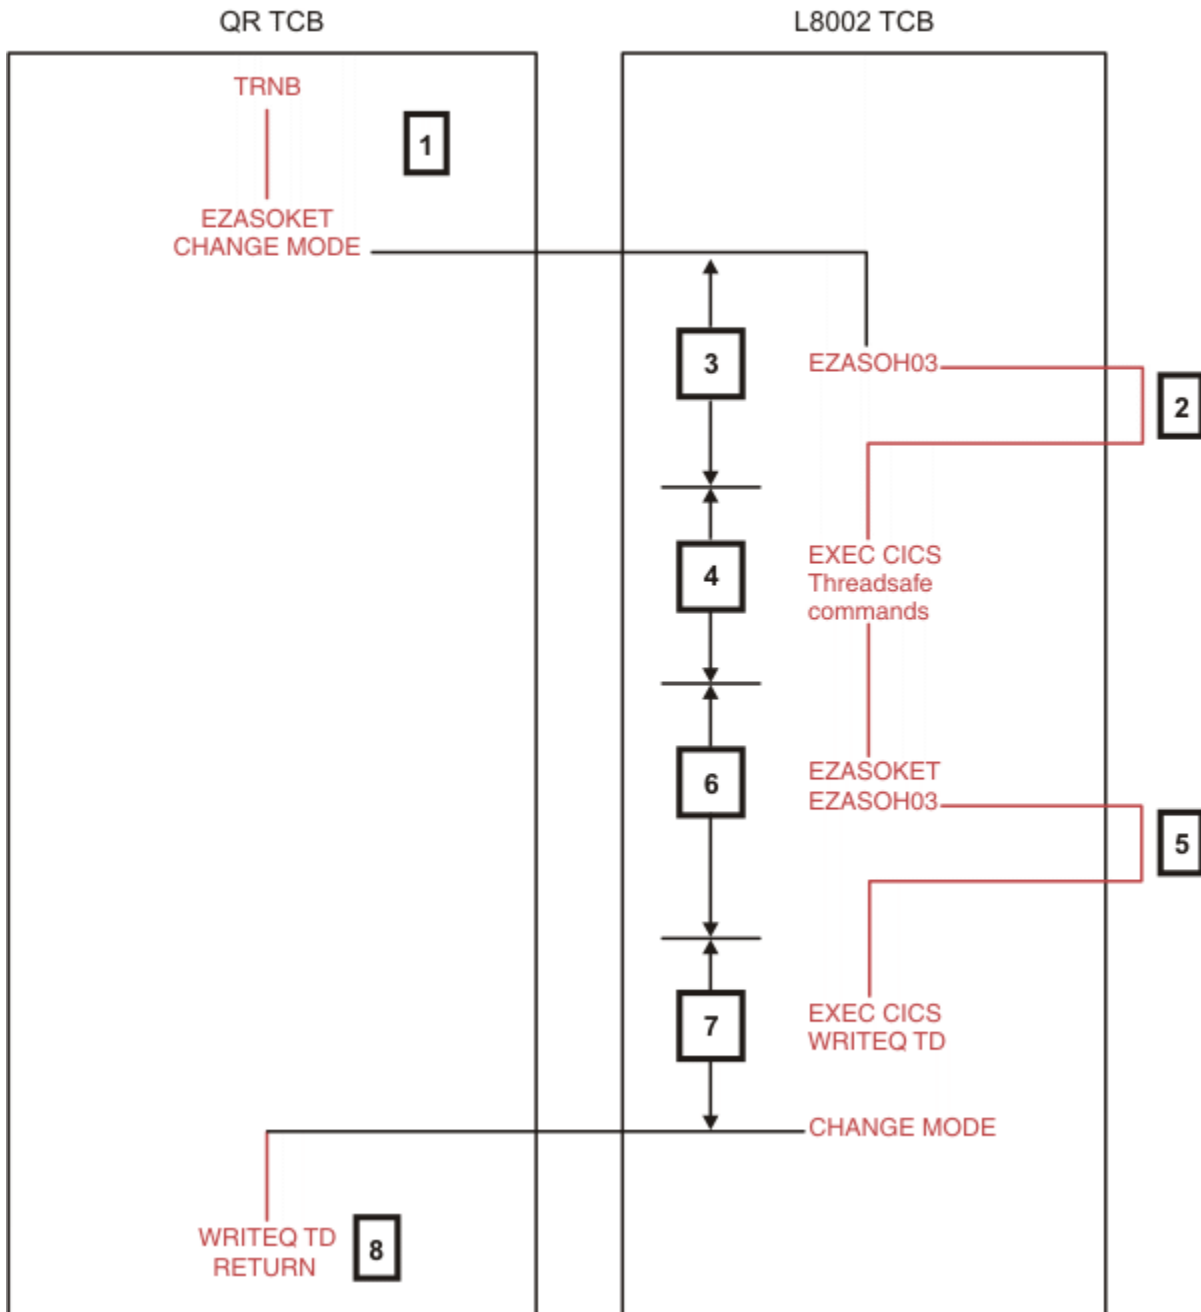 QR TCB
L8002 TCB
TRNB
1
EZASOKET
CHANGE MODE
3
EZASOH03
2
4
EXEC CICS
Threadsafe
commands
6
EZASOKET
EZASOH03
5
7
EXEC CICS
WRITEQ TD
CHANGE MODE
WRITEQ TD
RETURN
8